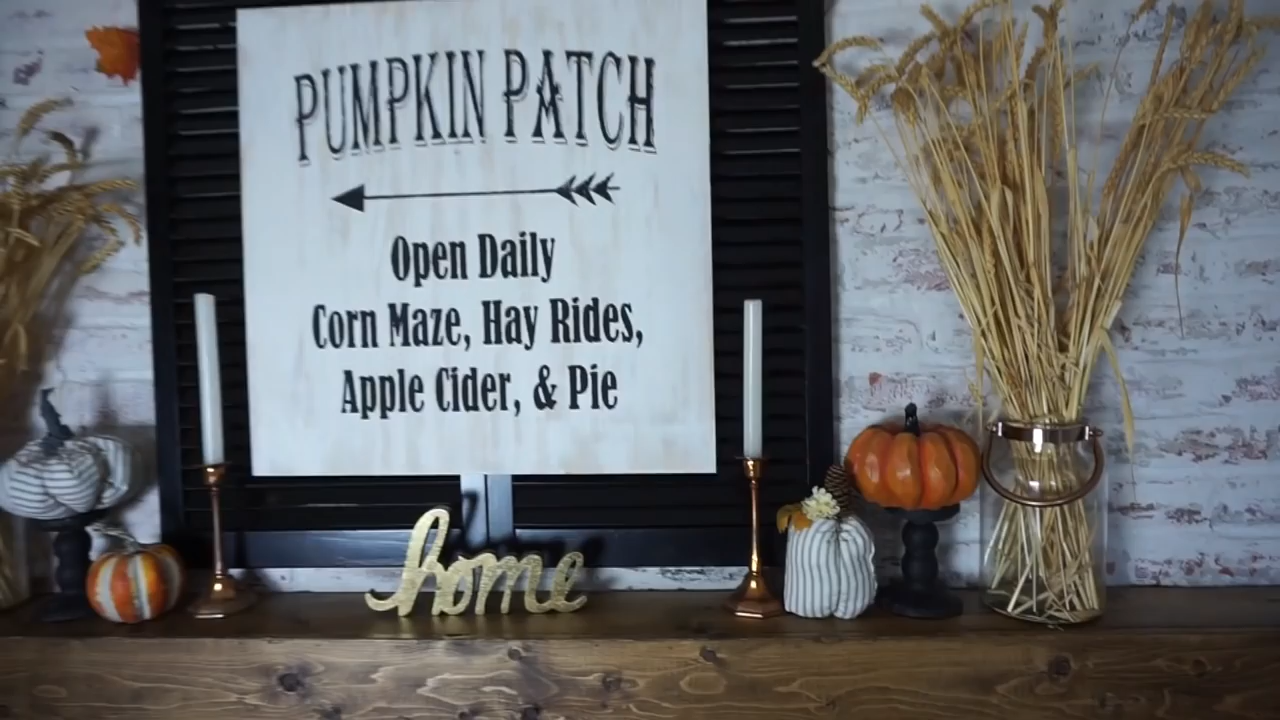 PUMPKIN PATCH
Open Daily
Corn Maze, Hay Rides,
Apple Cider, & Pie
home